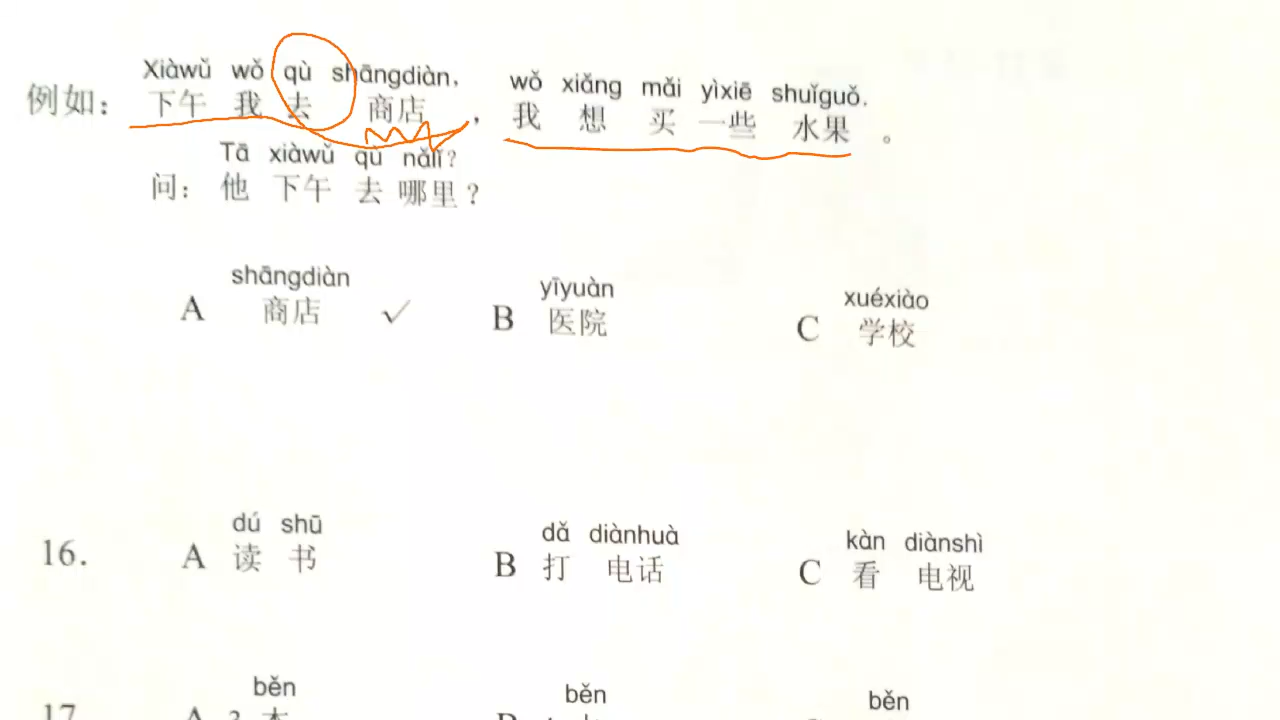 Xiàwǔ wǒ qù shāngdiàn, wǒ xiǎng mǎi yìxiē shuǐguǒ.
例如： 下午 我 去 商店 ， 我 想 买 一些 水果 。
Tā xiàwǔ qù nǎlǐ?
问： 他 下午 去 哪里？
shāngdiàn yīyuàn xuéxiào
A 商店 ✓ B 医院 C 学校
dú shū dǎ diànhuà kàn diànshì
16. A 读 书 B 打 电话 C 看 电视
běn běn běn
17 A 本